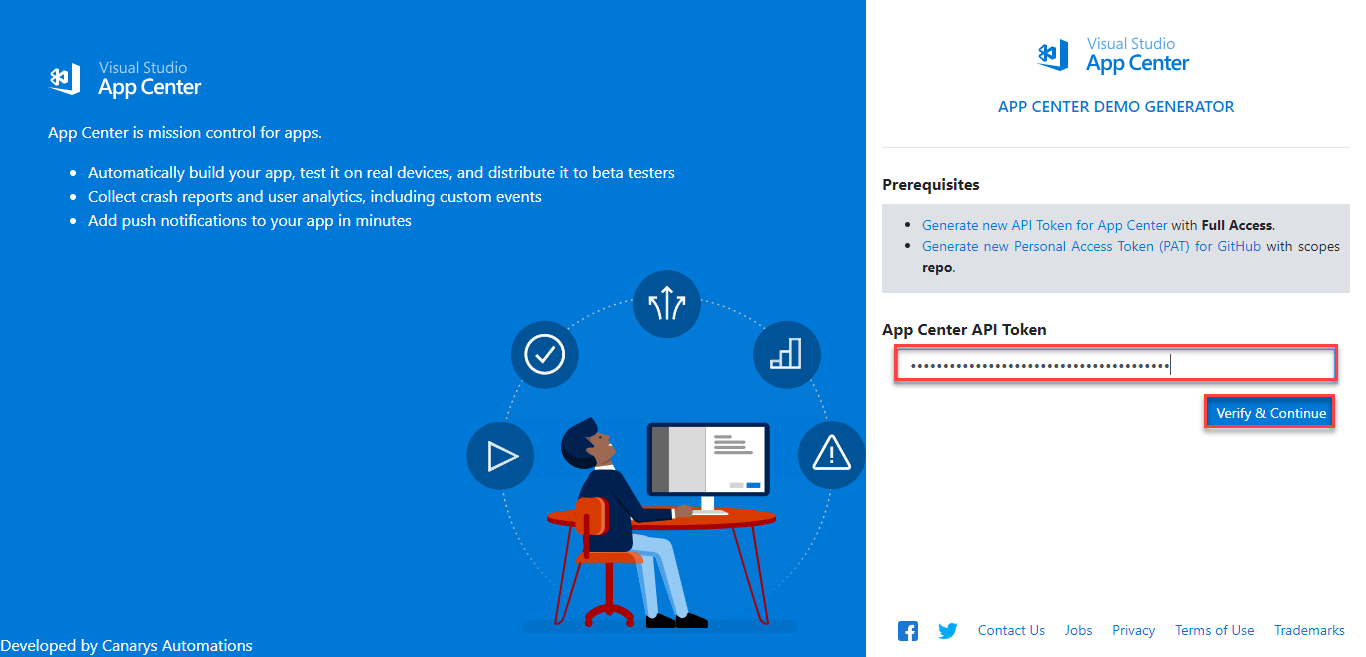 Visual Studio
App Center
App Center is mission control for apps.
• Automatically build your app, test it on real devices, and distribute it to beta testers
• Collect crash reports and user analytics, including custom events
• Add push notifications to your app in minutes
Developed by Canarys Automations
Visual Studio
App Center
APP CENTER DEMO GENERATOR
Prerequisites
• Generate new API Token for App Center with Full Access.
• Generate new Personal Access Token (PAT) for GitHub with scopes
repo.
App Center API Token
Verify & Continue
Contact Us Jobs Privacy Terms of Use Trademarks